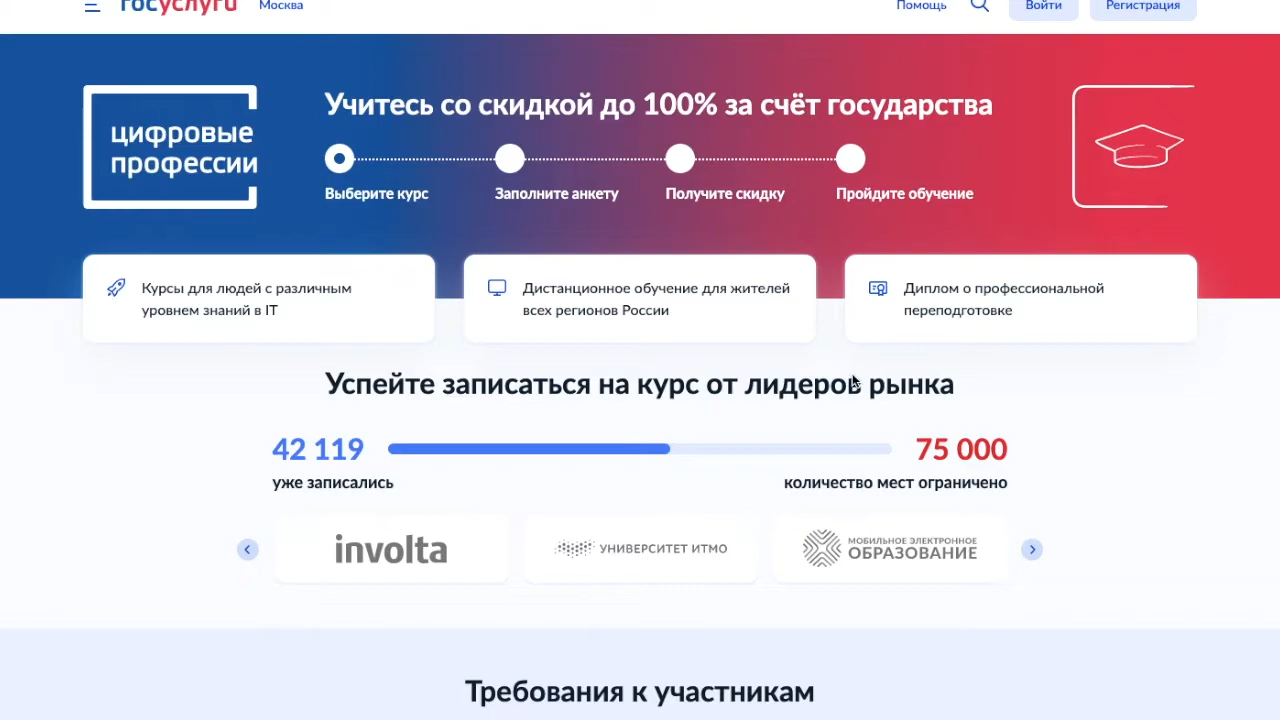 госуслуги Москва Помощь Войти Регистрация
цифровые
профессии
Учитесь со скидкой до 100% за счёт государства
Выберите курс Заполните анкету Получите скидку Пройдите обучение
Курсы для людей с различным
уровнем знаний в IT
Дистанционное обучение для жителей
всех регионов России
Диплом о профессиональной
переподготовке
Успейте записаться на курс от лидеров рынка
42 119 75 000
уже записались количество мест ограничено
involta
УНИВЕРСИТЕТ ИТМО
МОБИЛЬНОЕ ЭЛЕКТРОННОЕ
ОБРАЗОВАНИЕ
Требования к участникам